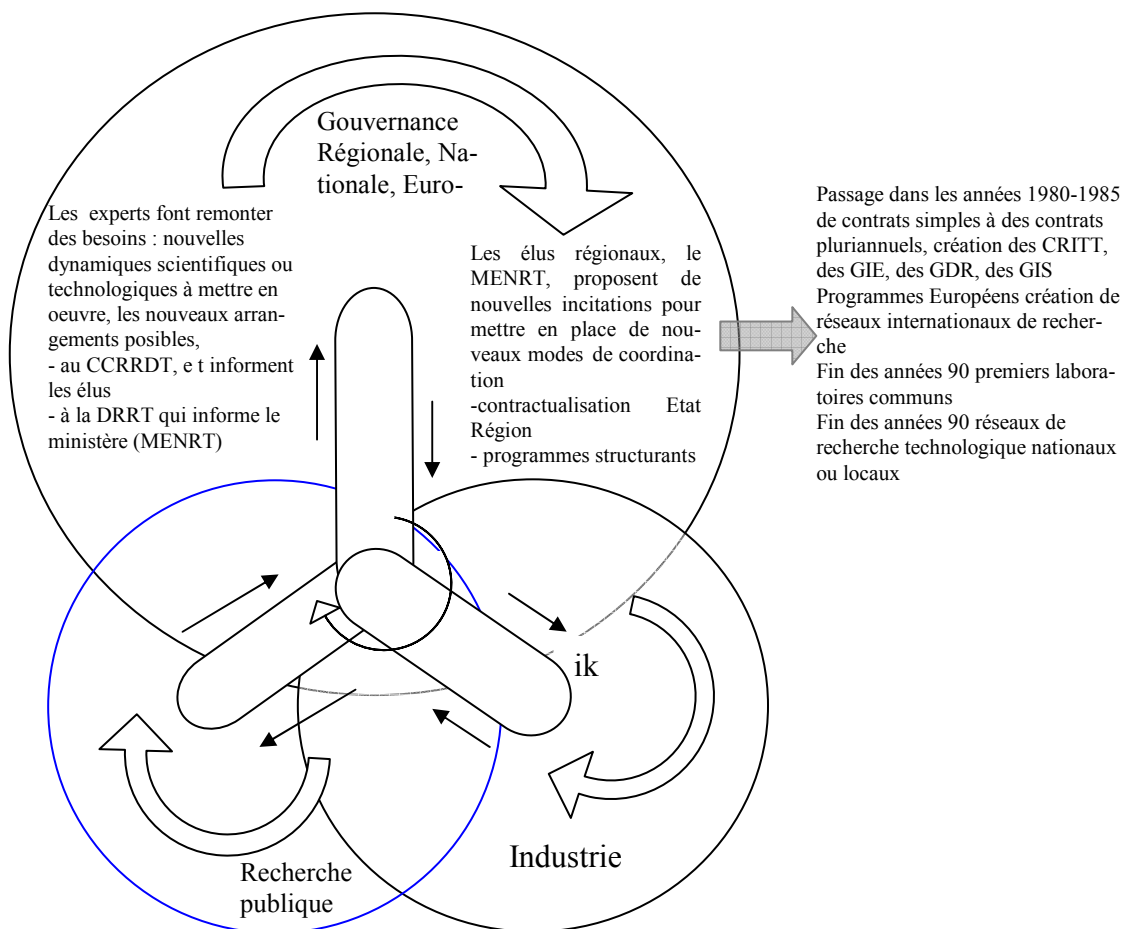 Gouvernance
Régionale, Na-
tionale, Euro-
Les experts font remonter
des besoins : nouvelles
dynamiques scientifiques ou
technologiques à mettre en
oeuvre, les nouveaux arran-
gements posibles,
- au CCRRDT, e t informent
les élus
- à la DRRT qui informe le
ministère (MENRT)
Les élus régionaux, le
MENRT, proposent de
nouvelles incitations pour
mettre en place de nou-
veaux modes de coordina-
tion
-contractualisation Etat
Région
- programmes structurants
Passage dans les années 1980-1985
de contrats simples à des contrats
pluriannuels, création des CRITT,
des GIE, des GDR, des GIS
Programmes Européens création de
réseaux internationaux de recher-
che
Fin des années 90 premiers labora-
toires communs
Fin des années 90 réseaux de
recherche technologique nationaux
ou locaux
ik
Industrie
Recherche
publique